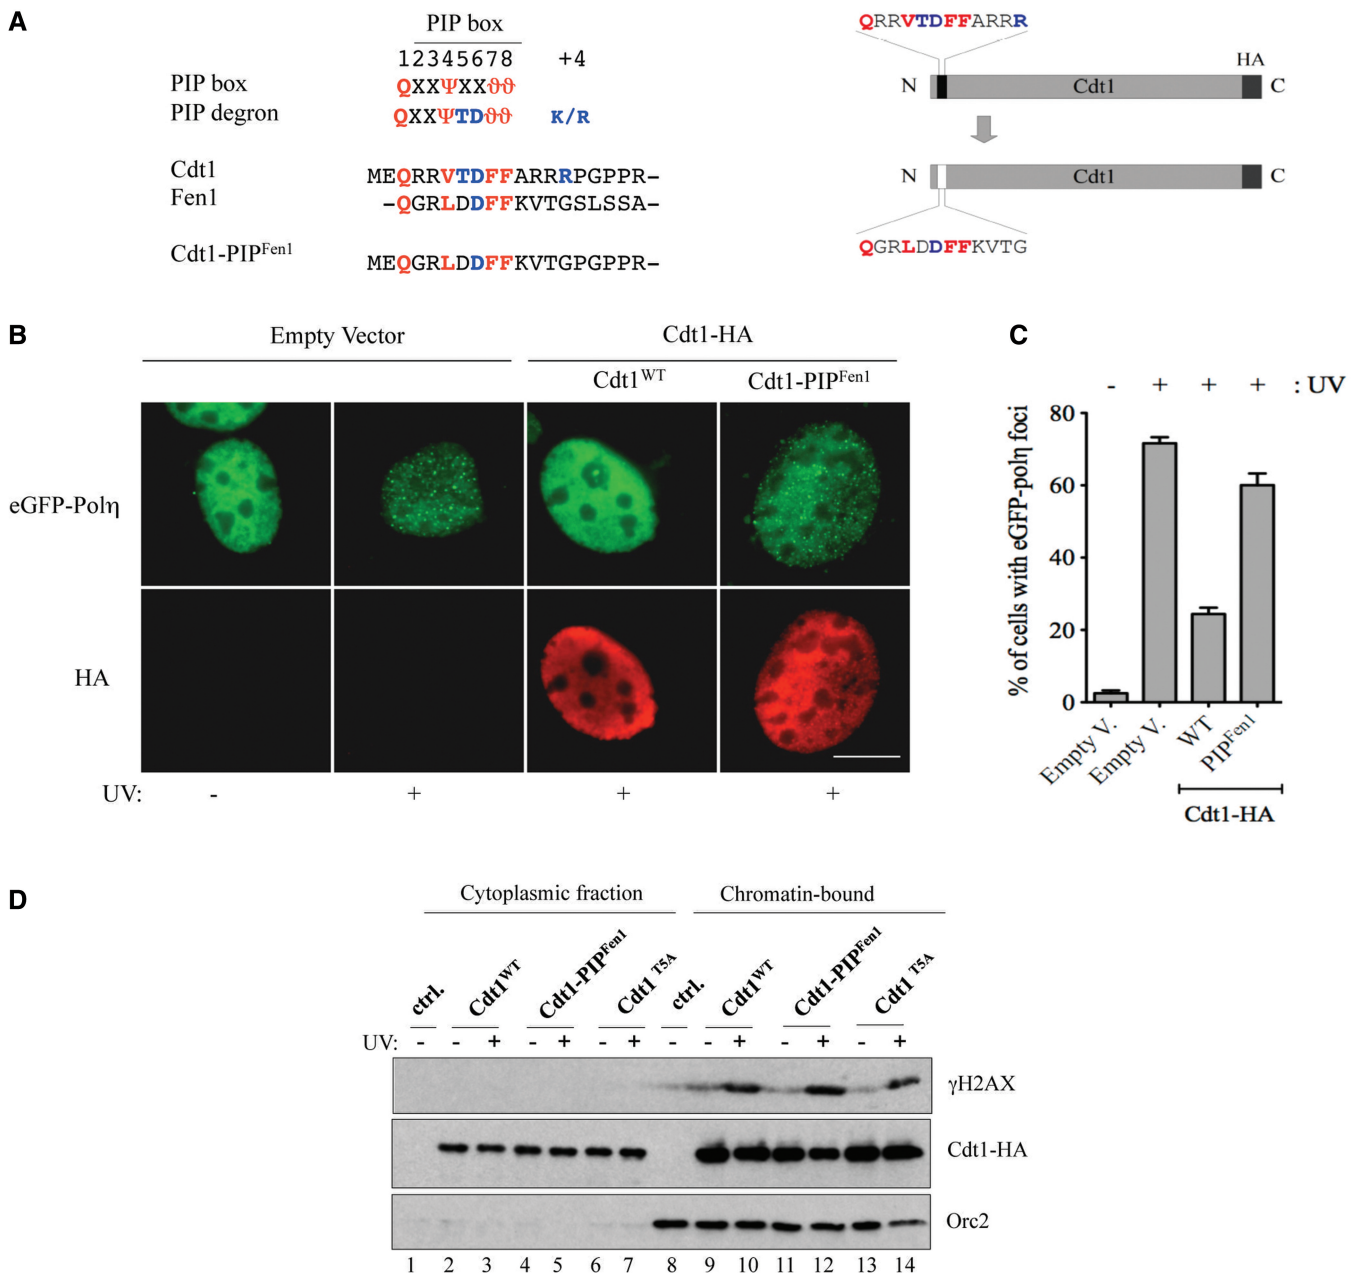 A
PIP box
12345678 +4
PIP box QXXΨXXϑϑ
PIP degron QXXΨTDϑϑ K/R
Cdt1 MEQRRVTDFFARRRPGPPR–
Fen1 –QGRLDDFFKVTGSLSSA–
Cdt1-PIPFen1 MEQGRLDDFFKVTGPGPPR–
QRRVTDFFARRR
HA
N Cdt1 C
N Cdt1 C
QGRLDDFFKVTG
B
Empty Vector Cdt1-HA
Cdt1WT Cdt1-PIPFen1
eGFP-Polη
HA
UV: - + + +
C
- + + + : UV
% of cells with eGFP-polη foci
80
60
40
20
0
Empty V. Empty V. WT PIPFen1
Cdt1-HA
D
Cytoplasmic fraction Chromatin-bound
ctrl. Cdt1WT Cdt1-PIPFen1 Cdt1T5A ctrl. Cdt1WT Cdt1-PIPFen1 Cdt1T5A
UV: - - + - + - + - - + - + - +
γH2AX
Cdt1-HA
Orc2
1 2 3 4 5 6 7 8 9 10 11 12 13 14